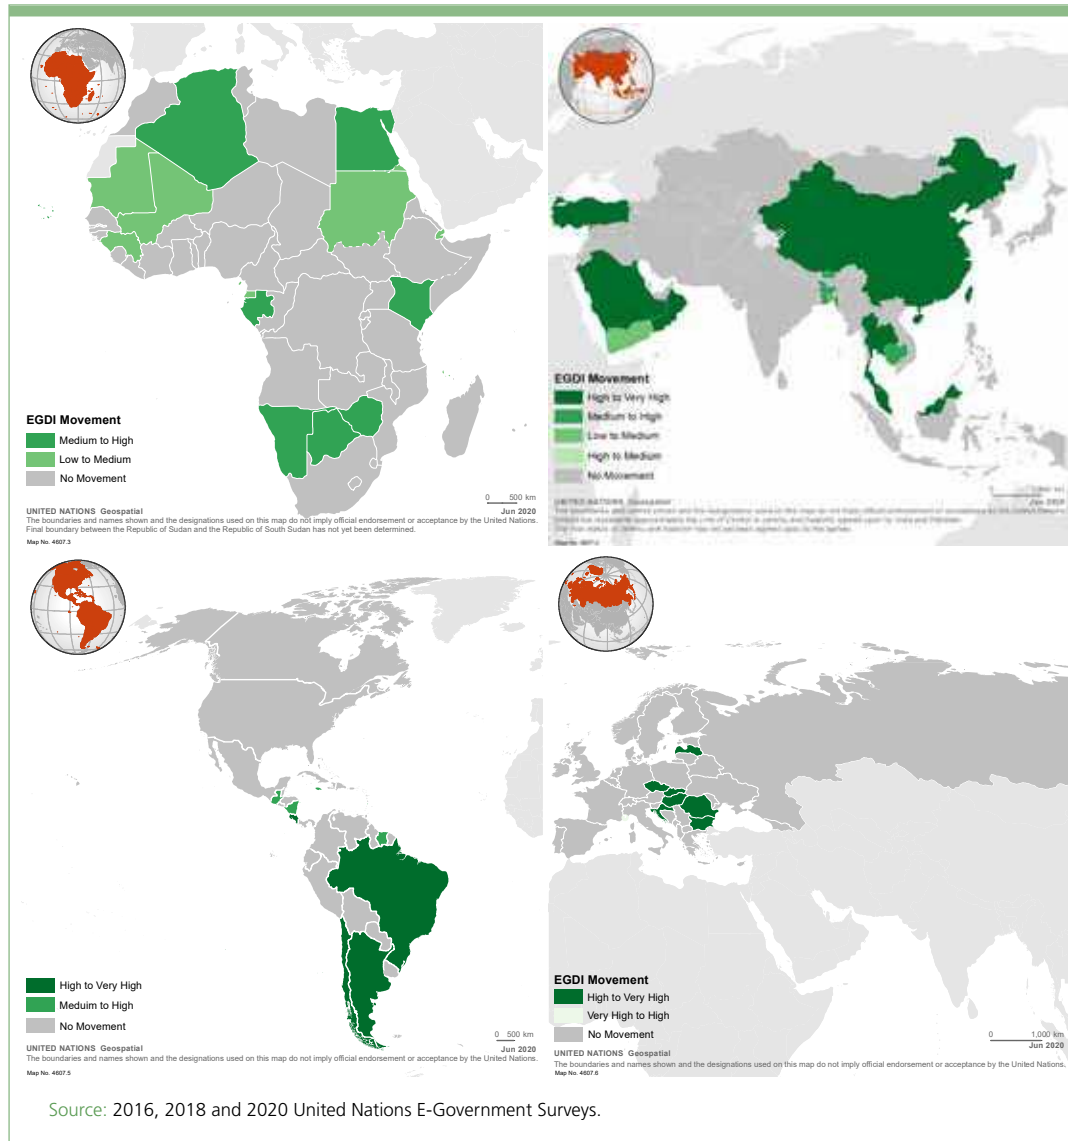 EGDI Movement
Medium to High
Low to Medium
No Movement
0 500 km
Jun 2020
UNITED NATIONS Geospatial
The boundaries and names shown and the designations used on this map do not imply official endorsement or acceptance by the United Nations.
Final boundary between the Republic of Sudan and the Republic of South Sudan has not yet been determined.
Map No. 4607.3
EGDI Movement
High to Very High
Medium to High
Low to Medium
High to Medium
No Movement
UNITED NATIONS Geospatial
High to Very High
Meduim to High
No Movement
0 500 km
Jun 2020
UNITED NATIONS Geospatial
The boundaries and names shown and the designations used on this map do not imply official endorsement or acceptance by the United Nations.
Map No. 4607.5
EGDI Movement
High to Very High
Very High to High
No Movement
0 1,000 km
Jun 2020
UNITED NATIONS Geospatial
The boundaries and names shown and the designations used on this map do not imply official endorsement or acceptance by the United Nations.
Map No. 4607.6
Source: 2016, 2018 and 2020 United Nations E-Government Surveys.